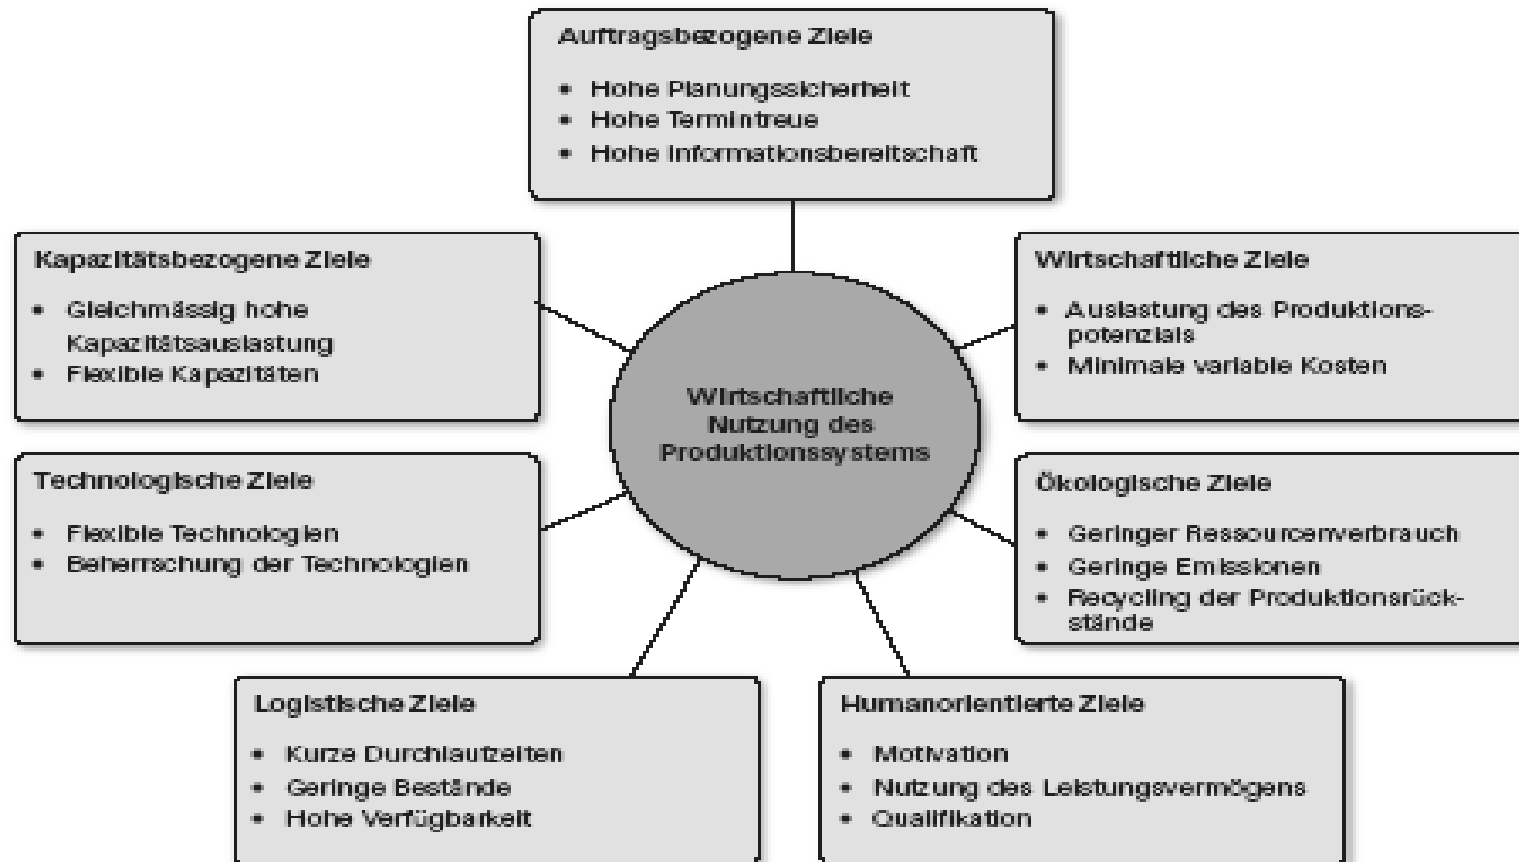 Auftragsbezogene Ziele
• Hohe Planungssicherheit
• Hohe Termintreue
• Hohe Informationsbereitschaft
Kapazitätsbezogene Ziele
• Gleichmässig hohe
Kapazitätsauslastung
• Flexible Kapazitäten
Wirtschaftliche Ziele
• Auslastung des Produktions-
potenzials
• Minimale variable Kosten
Wirtschaftliche
Nutzung des
Produktionssystems
Technologische Ziele
• Flexible Technologien
• Beherrschung der Technologien
Ökologische Ziele
• Geringer Ressourcenverbrauch
• Geringe Emissionen
• Recycling der Produktionsrück-
stände
Logistische Ziele
• Kurze Durchlaufzeiten
• Geringe Bestände
• Hohe Verfügbarkeit
Humanorientierte Ziele
• Motivation
• Nutzung des Leistungsvermögens
• Qualifikation